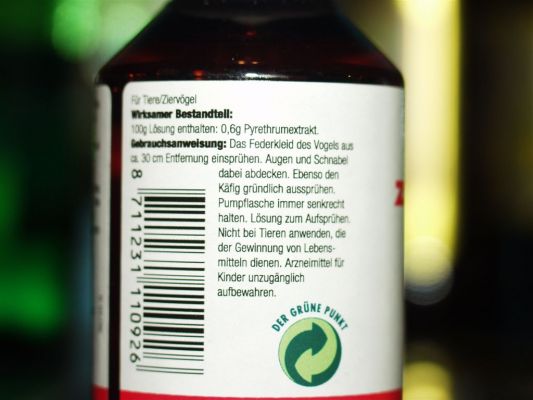 Für Tiere/Ziervögel
Wirksamer Bestandteil:
100g Lösung enthalten: 0,6g Pyrethrumextrakt.
Gebrauchsanweisung: Das Federkleid des Vogels aus
ca. 30 cm Entfernung einsprühen. Augen und Schnabel
dabei abdecken. Ebenso den
Käfig gründlich aussprühen.
Pumpflasche immer senkrecht
halten. Lösung zum Aufsprühen.
Nicht bei Tieren anwenden, die
der Gewinnung von Lebens-
mitteln dienen. Arzneimittel für
Kinder unzugänglich
aufbewahren.
8 711231 110926
DER GRÜNE PUNKT